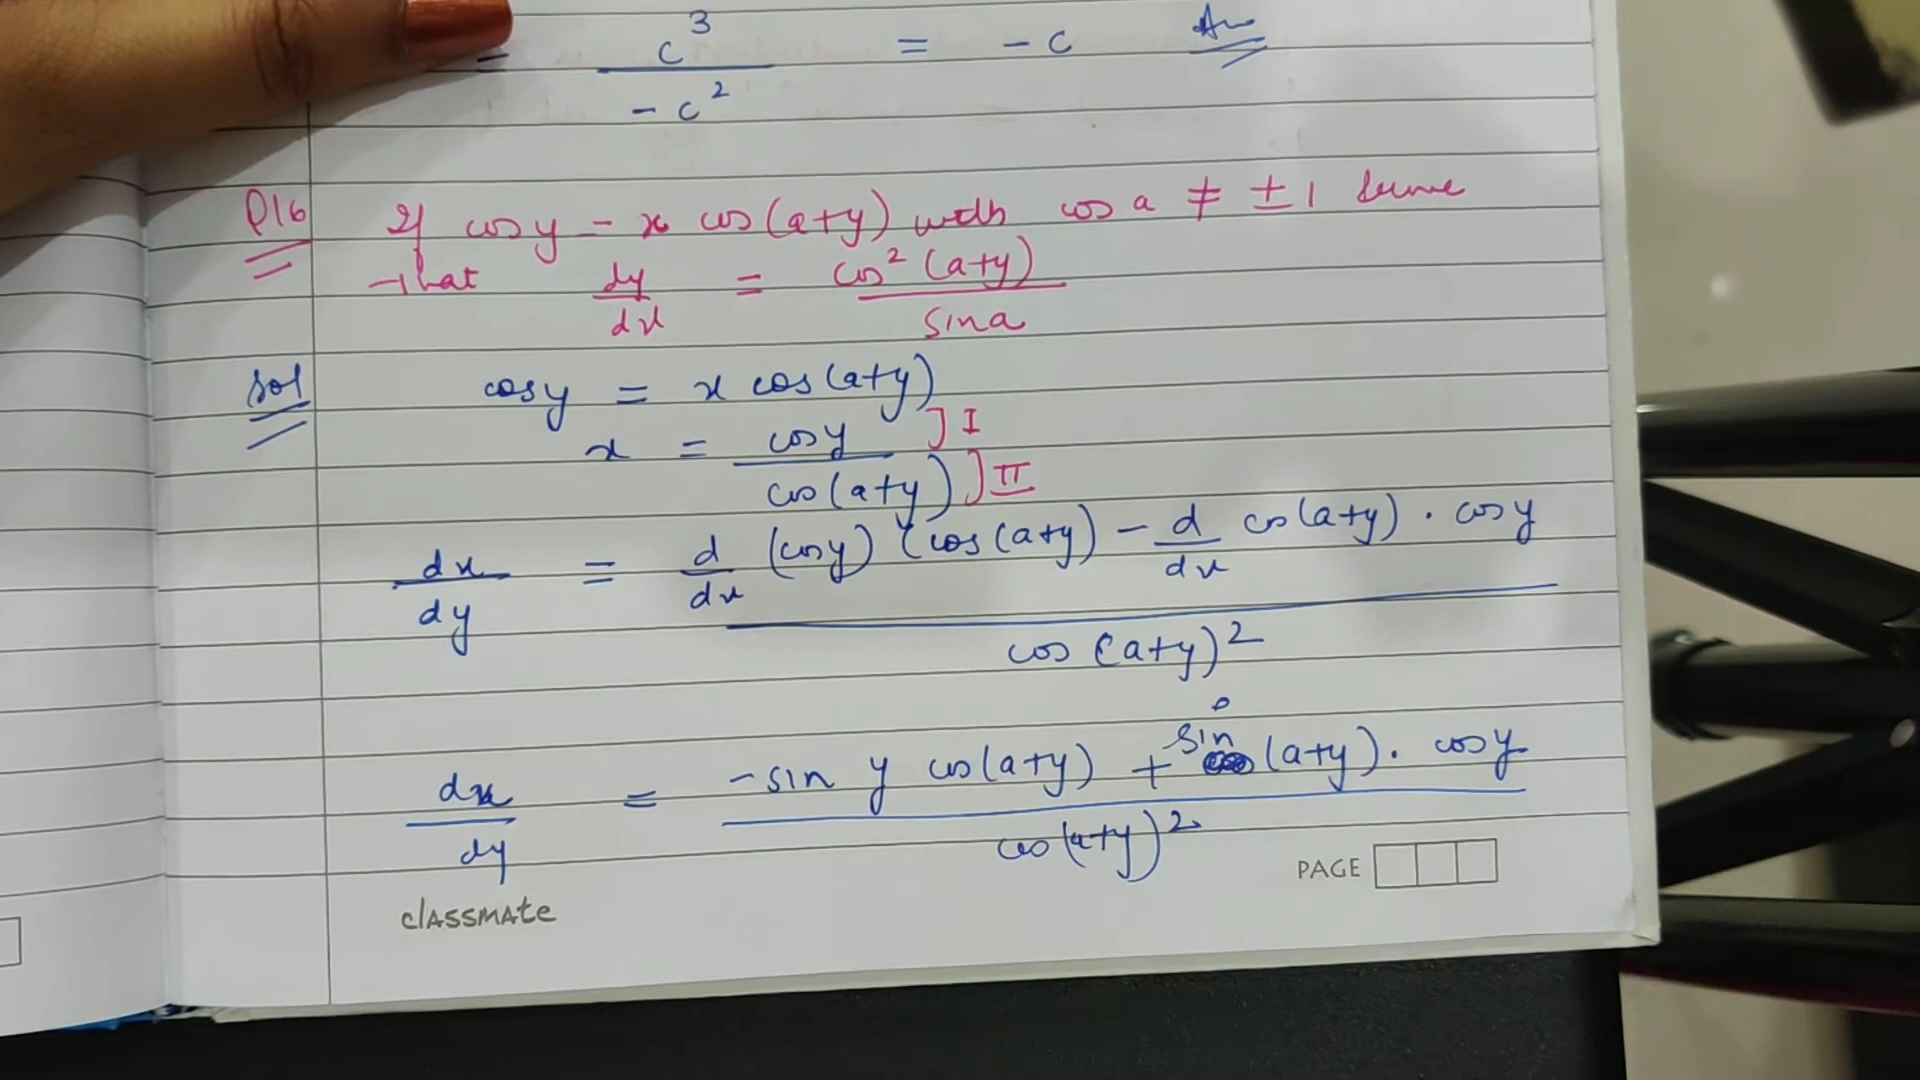 = c³ / - c² = - c Ans
Q16 If cos y = x cos (a+y) with cos a ≠ ± 1
that dy/dx = cos² (a+y) / sin a
Sol cos y = x cos (a+y)
x = cos y ] I / cos (a+y) ] II
dx/dy = d/dx (cos y) (cos (a+y) - d/dx cos (a+y) . cos y / cos (a+y)²
dx/dy = - sin y cos (a+y) + sin (a+y) . cos y / cos (a+y)²
classmate
PAGE